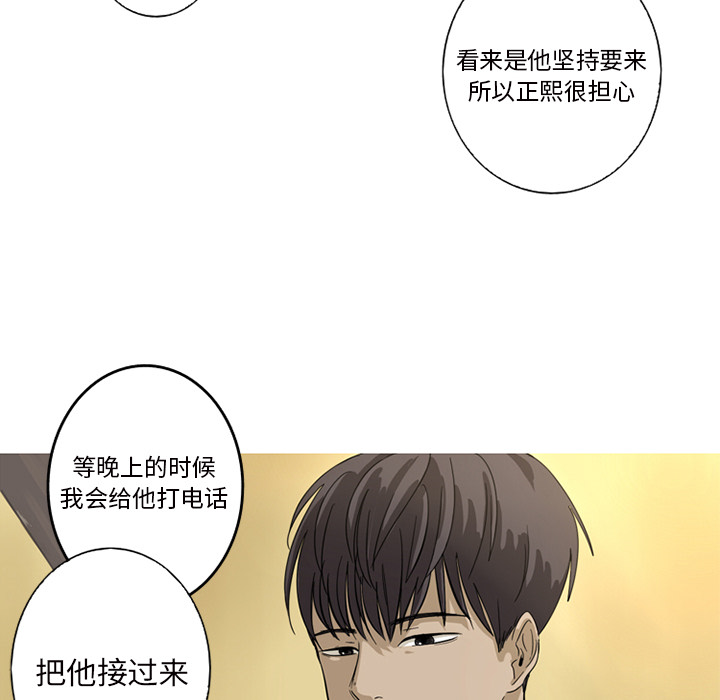 看来是他坚持要来
所以正熙很担心
等晚上的时候
我会给他打电话
把他接过来